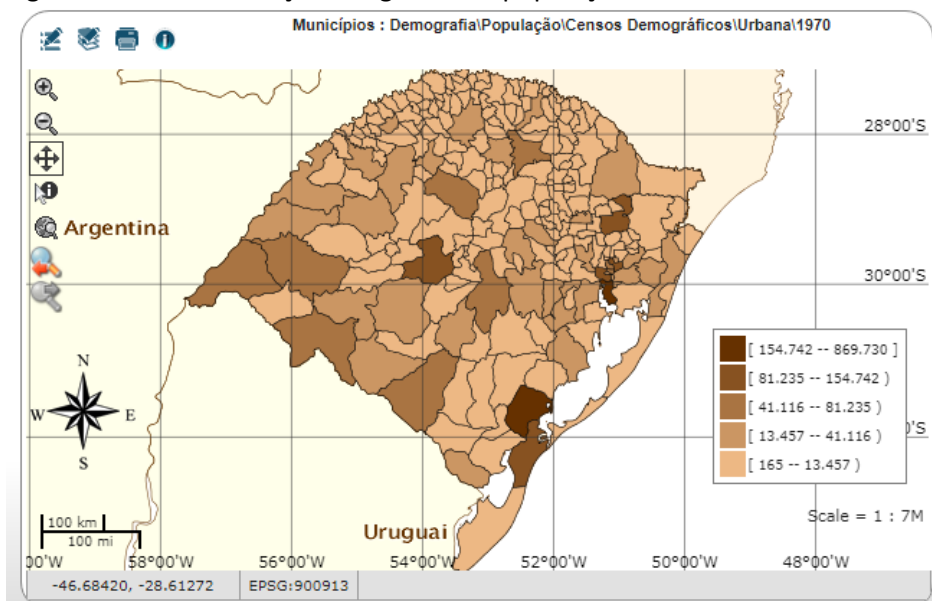 Municípios : Demografia\População\Censos Demográficos\Urbana\1970
28°00'S
Argentina
30°00'S
[ 154.742 -- 869.730 ]
[ 81.235 -- 154.742 )
[ 41.116 -- 81.235 )
[ 13.457 -- 41.116 )
[ 165 -- 13.457 )
N
W E
S
)'S
100 km
100 mi
Uruguai
Scale = 1 : 7M
00'W 58°00'W 56°00'W 54°00'W 52°00'W 50°00'W 48°00'W
-46.68420, -28.61272 EPSG:900913